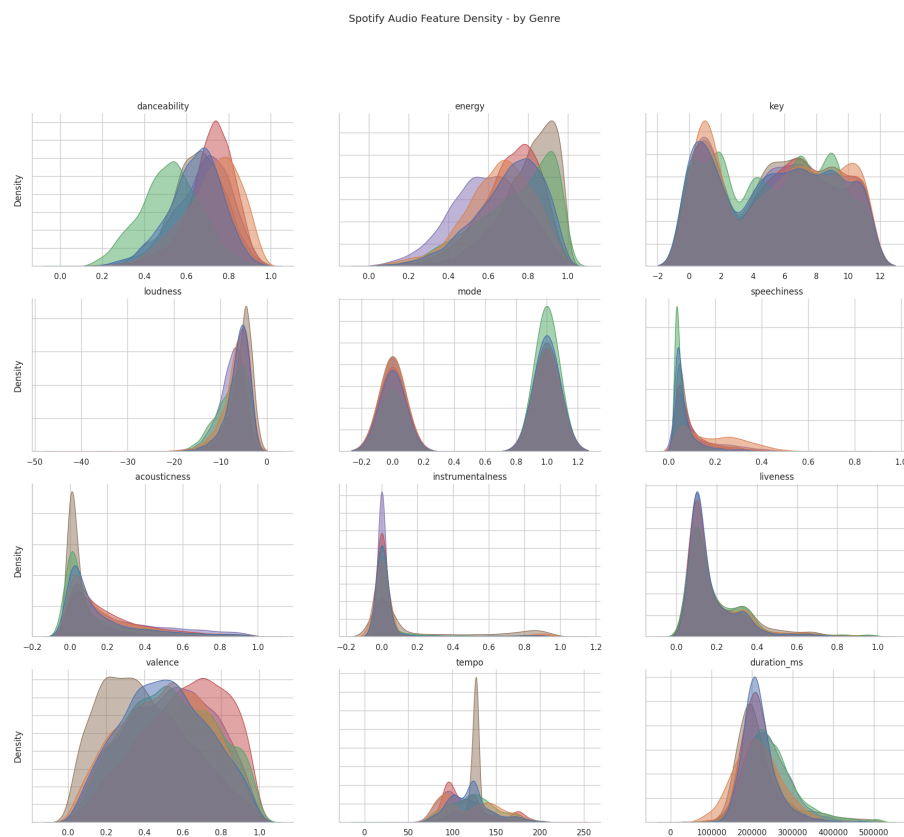 Spotify Audio Feature Density - by Genre
danceability energy key
Density
0.0 0.2 0.4 0.6 0.8 1.0 0.0 0.2 0.4 0.6 0.8 1.0 −2 0 2 4 6 8 10 12
loudness mode speechiness
Density
−50 −40 −30 −20 −10 0 −0.2 0.0 0.2 0.4 0.6 0.8 1.0 1.2 0.0 0.2 0.4 0.6 0.8 1.0
acousticness instrumentalness liveness
Density
−0.2 0.0 0.2 0.4 0.6 0.8 1.0 0.0 0.2 0.4 0.6 0.8 1.0 1.2 0.0 0.2 0.4 0.6 0.8 1.0
valence tempo duration_ms
Density
0.0 0.2 0.4 0.6 0.8 1.0 0 50 100 150 200 250 0 100000 200000 300000 400000 500000